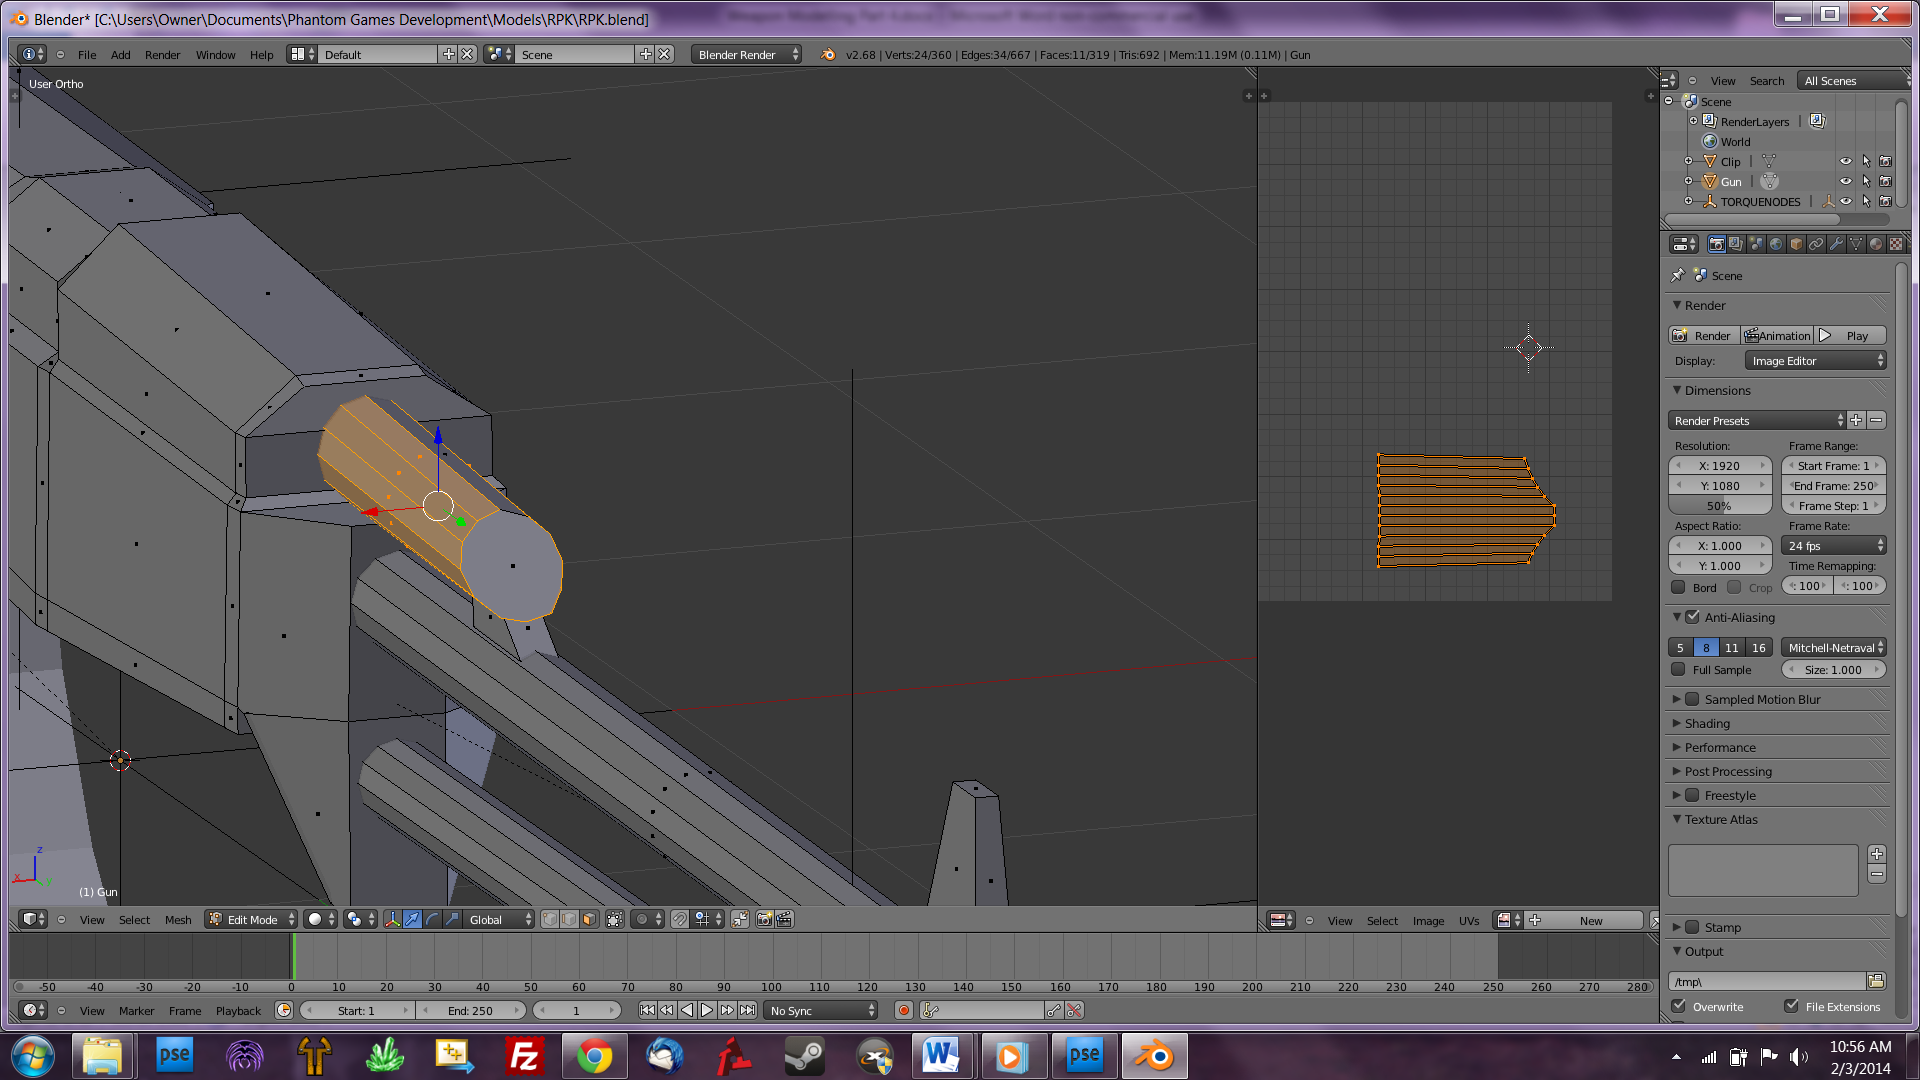 Blender* [C:\Users\Owner\Documents\Phantom Games Development\Models\RPK\RPK.blend]
File Add Render Window Help Default Scene Blender Render v2.68 | Verts:24/360 | Edges:34/667 | Faces:11/319 | Tris:692 | Mem:11.19M (0.11M) | Gun
User Ortho
View Search All Scenes
Scene
RenderLayers
World
Clip
Gun
TORQUENODES
Scene
Render
Render Animation Play
Display: Image Editor
Dimensions
Render Presets
Resolution: Frame Range:
X: 1920 Start Frame: 1
Y: 1080 End Frame: 250
50% Frame Step: 1
Aspect Ratio: Frame Rate:
X: 1.000 24 fps
Y: 1.000 Time Remapping:
Bord Crop : 100 : 100
Anti-Aliasing
5 8 11 16 Mitchell-Netraval
Full Sample Size: 1.000
Sampled Motion Blur
Shading
Performance
Post Processing
Freestyle
Texture Atlas
Stamp
Output
/tmp\
Overwrite File Extensions
z
x
(1) Gun
View Select Mesh Edit Mode Global
View Select Image UVs New
-50 -40 -30 -20 -10 0 10 20 30 40 50 60 70 80 90 100 110 120 130 140 150 160 170 180 190 200 210 220 230 240 250 260 270 280
View Marker Frame Playback Start: 1 End: 250 1 No Sync
pse
Fz
W
pse
10:56 AM
2/3/2014